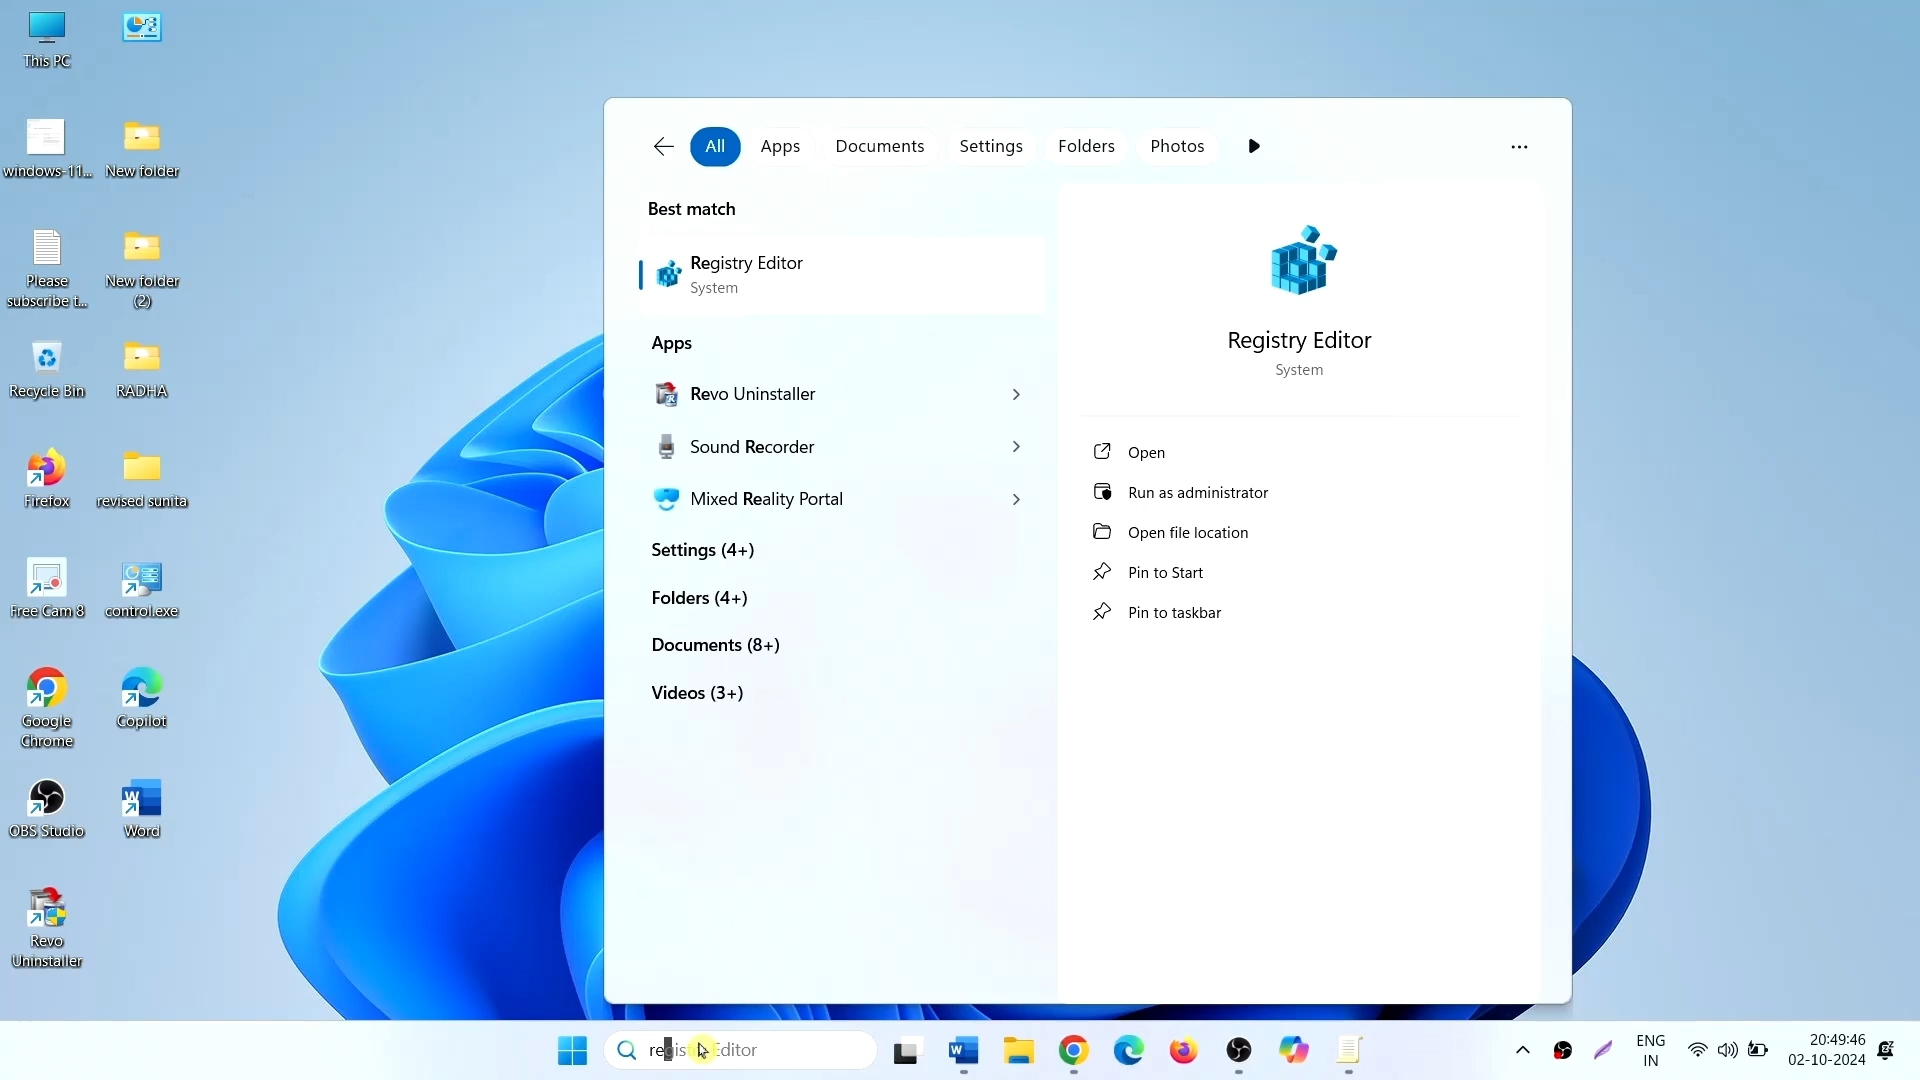 This PC
windows-11...
New folder
Please
subscribe t...
New folder
(2)
Recycle Bin
RADHA
Firefox
revised sunita
Free Cam 8
control.exe
Google
Chrome
Copilot
OBS Studio
Word
Revo
Uninstaller
All
Apps
Documents
Settings
Folders
Photos
Best match
Registry Editor
System
Apps
Revo Uninstaller
Sound Recorder
Mixed Reality Portal
Settings (4+)
Folders (4+)
Documents (8+)
Videos (3+)
Registry Editor
System
Open
Run as administrator
Open file location
Pin to Start
Pin to taskbar
registry Editor
ENG
IN
20:49:46
02-10-2024